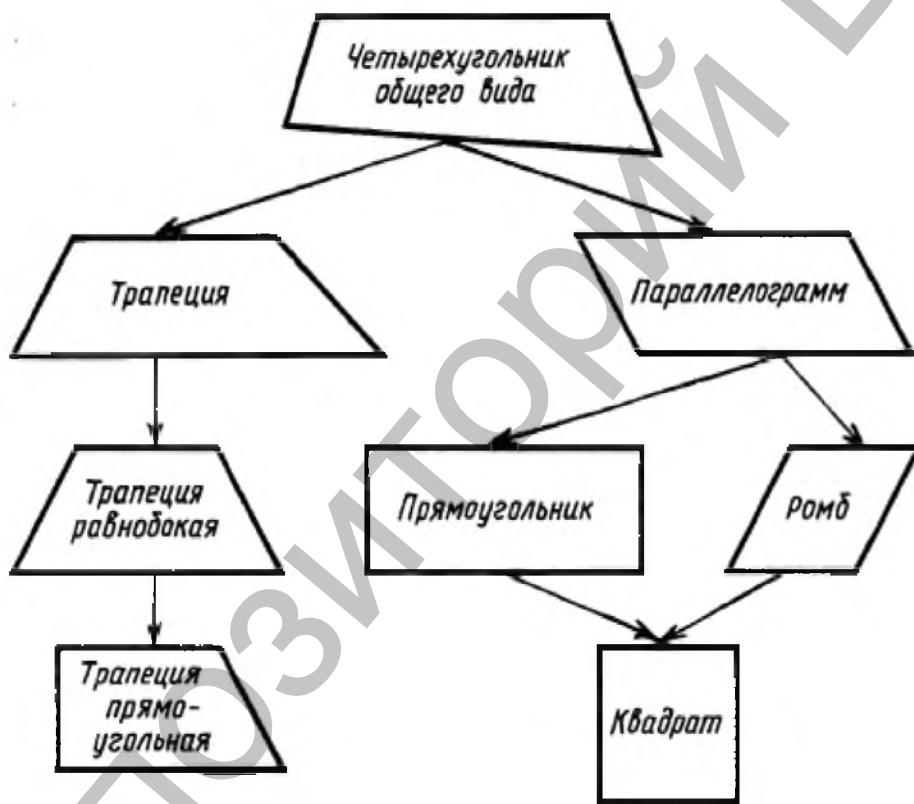 Четырехугольник
общего вида
Трапеция
Параллелограмм
Трапеция
равнобокая
Прямоугольник
Ромб
Трапеция
прямо-
угольная
Квадрат